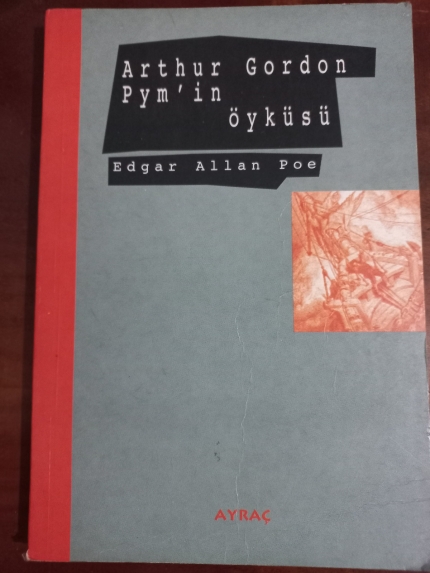 Arthur Gordon
Pym'in
öyküsü
Edgar Allan Poe
AYRAÇ